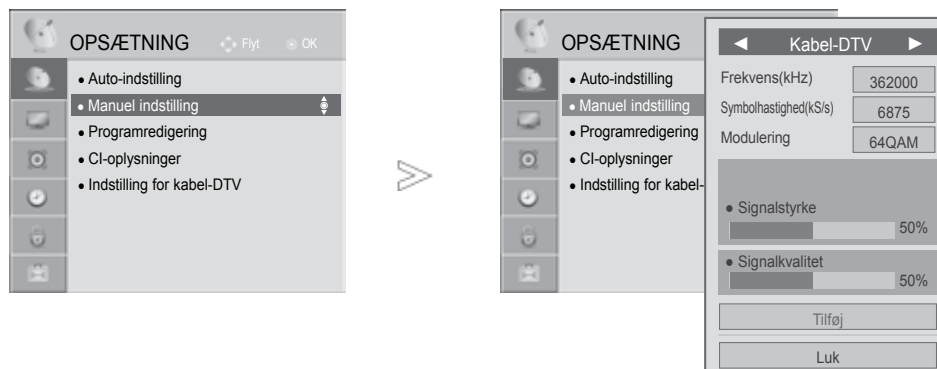 OPSÆTNING Flyt OK
• Auto-indstilling
• Manuel indstilling
• Programredigering
• CI-oplysninger
• Indstilling for kabel-DTV
OPSÆTNING
• Auto-indstilling
• Manuel indstilling
• Programredigering
• CI-oplysninger
• Indstilling for kabel-
◄ Kabel-DTV ►
Frekvens(kHz) 362000
Symbolhastighed(kS/s) 6875
Modulering 64QAM
• Signalstyrke
50%
• Signalkvalitet
50%
Tilføj
Luk